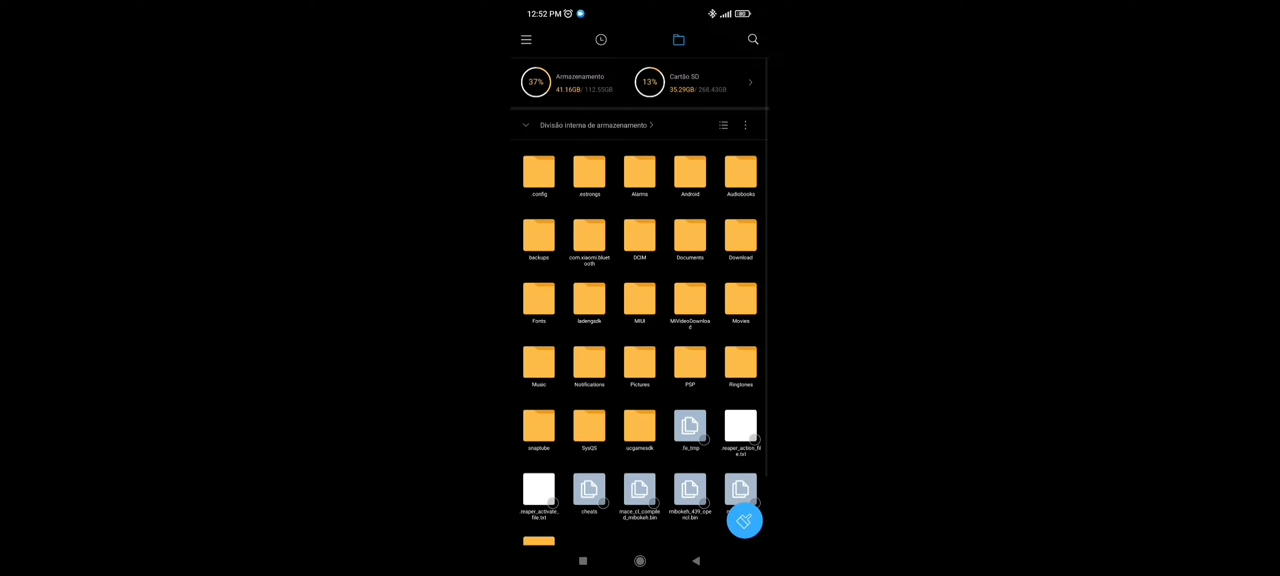 12:52 PM
37%
Armazenamento
41.16GB/ 112.55GB
13%
Cartão SD
35.29GB/ 268.43GB
Divisão interna de armazenamento
.config
.estrongs
Alarms
Android
Audiobooks
backups
com.xiaomi.bluet
ooth
DCIM
Documents
Download
Fonts
ladengsdk
MIUI
MiVideoDownloa
d
Movies
Music
Notifications
Pictures
PSP
Ringtones
snaptube
SysQS
ucgamesdk
.fe_tmp
.reaper_action_fil
e.txt
.reaper_activate_
file.txt
cheats
mace_cl_compile
d_mibokeh.bin
mibokeh_439_ope
ncl.bin